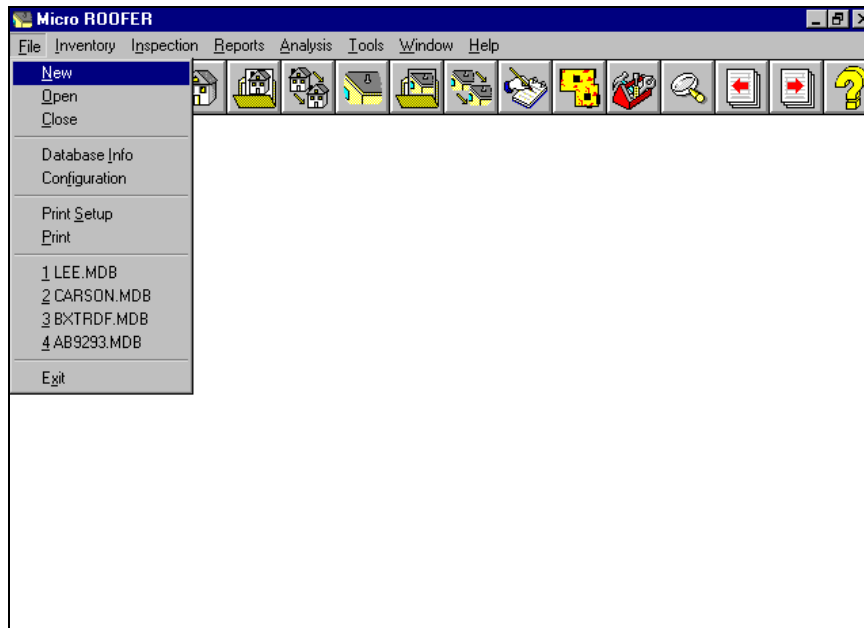 Micro ROOFER
File Inventory Inspection Reports Analysis Tools Window Help
New
Open
Close
Database Info
Configuration
Print Setup
Print
1 LEE.MDB
2 CARSON.MDB
3 BXTRDF.MDB
4 AB9293.MDB
Exit